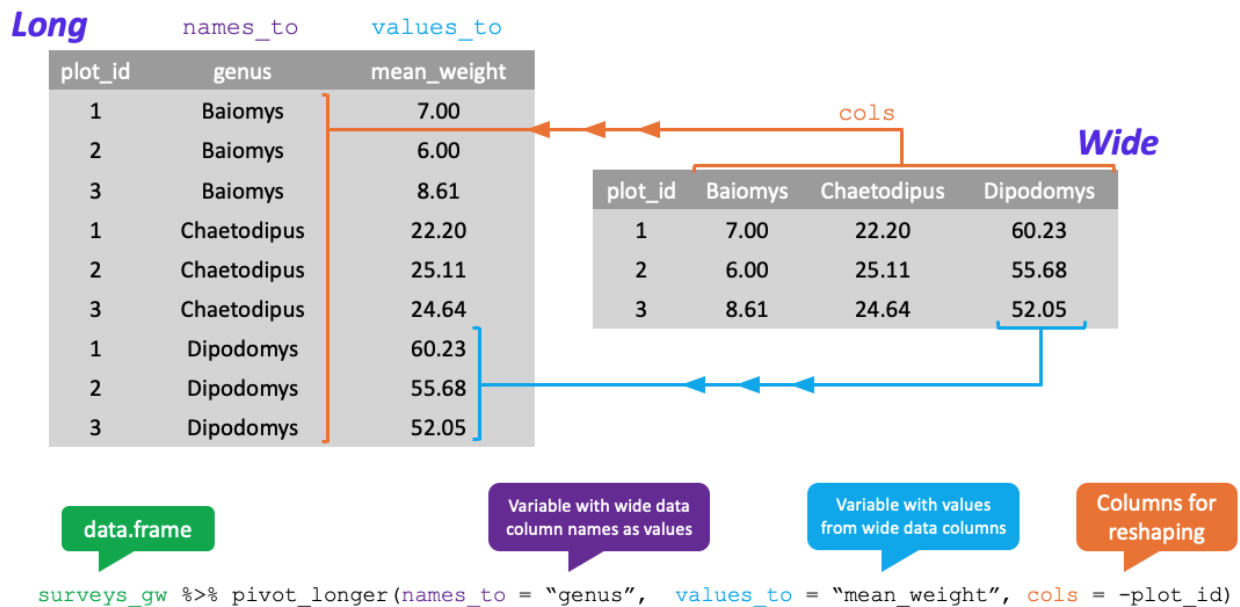 Long
names_to values_to
plot_id genus mean_weight
1 Baiomys 7.00
2 Baiomys 6.00
3 Baiomys 8.61
1 Chaetodipus 22.20
2 Chaetodipus 25.11
3 Chaetodipus 24.64
1 Dipodomys 60.23
2 Dipodomys 55.68
3 Dipodomys 52.05
cols
Wide
plot_id Baiomys Chaetodipus Dipodomys
1 7.00 22.20 60.23
2 6.00 25.11 55.68
3 8.61 24.64 52.05
data.frame
Variable with wide data
column names as values
Variable with values
from wide data columns
Columns for
reshaping
surveys_gw %>% pivot_longer(names_to = “genus”, values_to = “mean_weight”, cols = -plot_id)